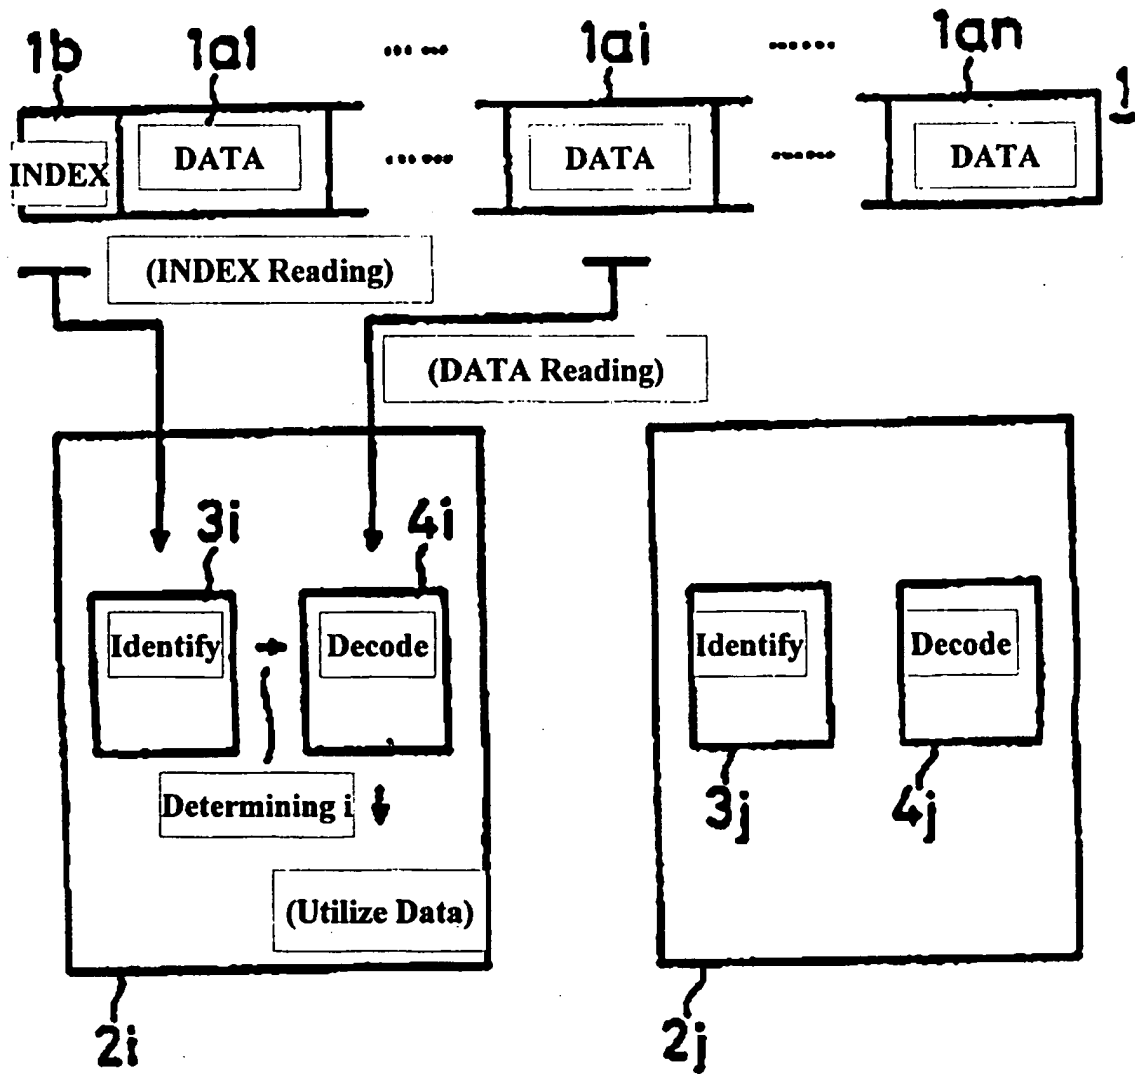 1b 1a1 ...... 1ai ...... 1an
1
INDEX DATA ...... DATA ...... DATA
(INDEX Reading)
(DATA Reading)
3i 4i
Identify Decode Identify Decode
Determining i
3j 4j
(Utilize Data)
2i 2j